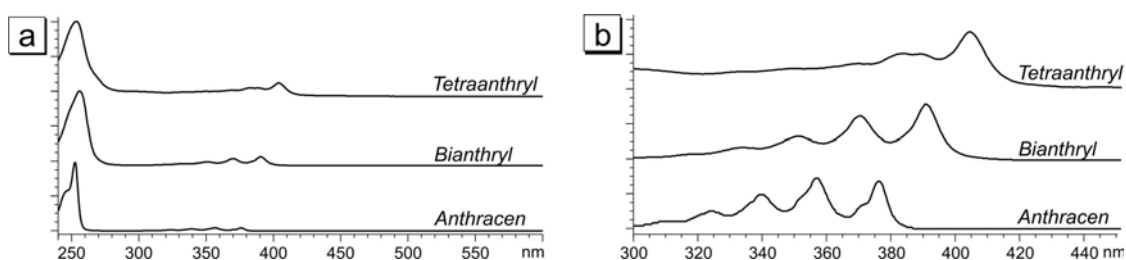 a
Tetraanthryl
Bianthryl
Anthracen
250 300 350 400 450 500 550 nm
b
Tetraanthryl
Bianthryl
Anthracen
300 320 340 360 380 400 420 440 nm